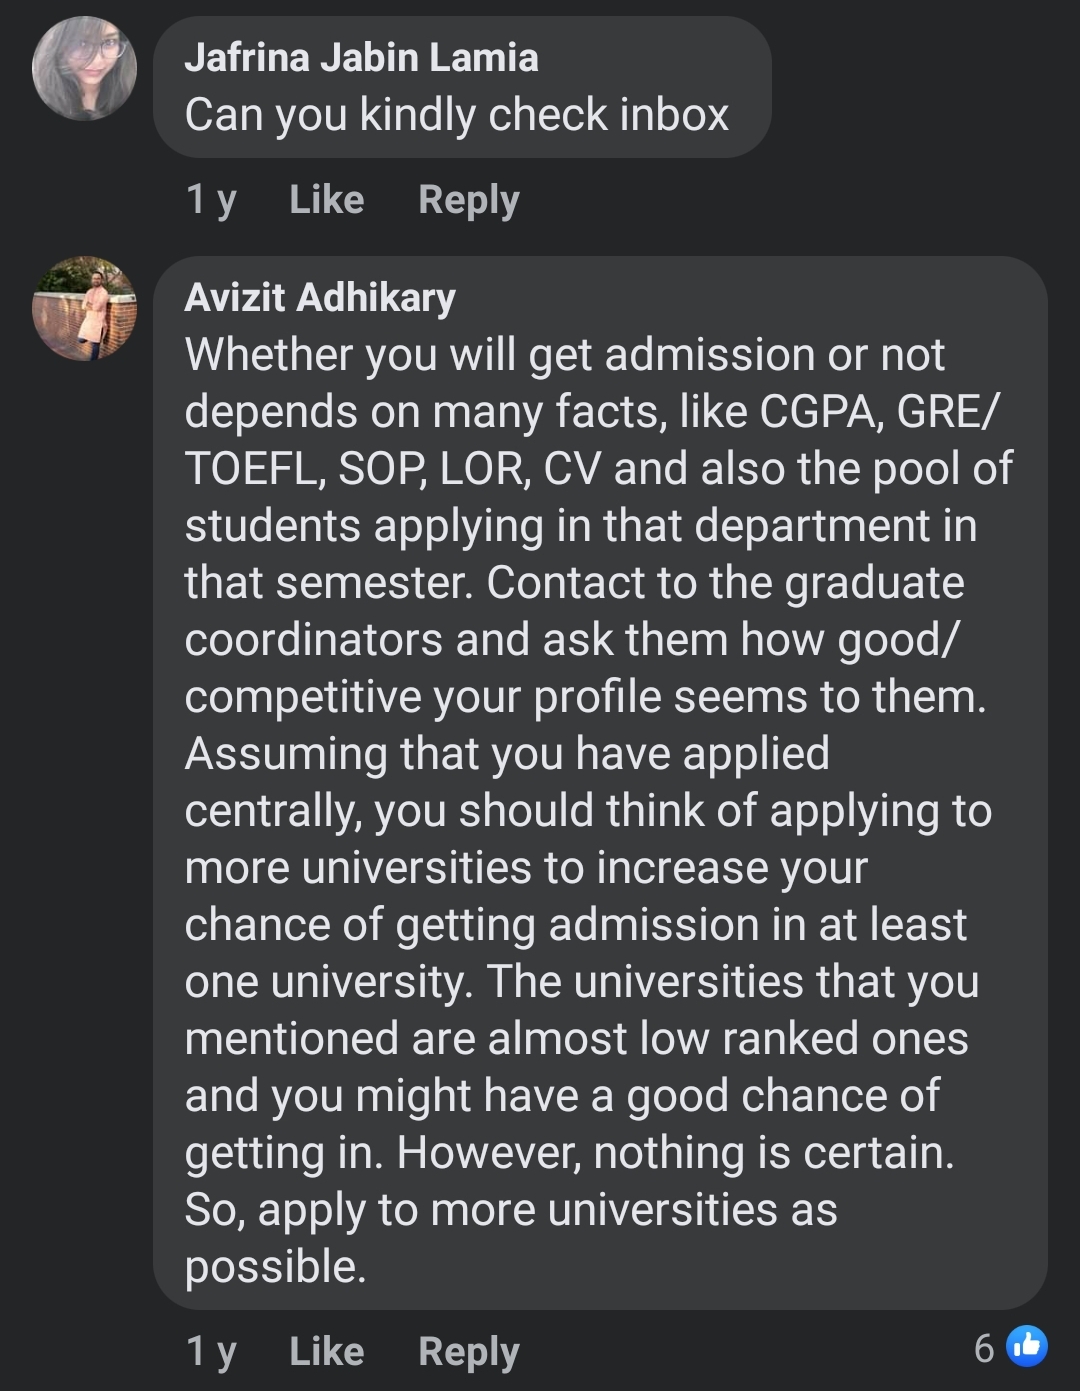 Jafrina Jabin Lamia
Can you kindly check inbox
1 y Like Reply
Avizit Adhikary
Whether you will get admission or not
depends on many facts, like CGPA, GRE/
TOEFL, SOP, LOR, CV and also the pool of
students applying in that department in
that semester. Contact to the graduate
coordinators and ask them how good/
competitive your profile seems to them.
Assuming that you have applied
centrally, you should think of applying to
more universities to increase your
chance of getting admission in at least
one university. The universities that you
mentioned are almost low ranked ones
and you might have a good chance of
getting in. However, nothing is certain.
So, apply to more universities as
possible.
1 y Like Reply 6